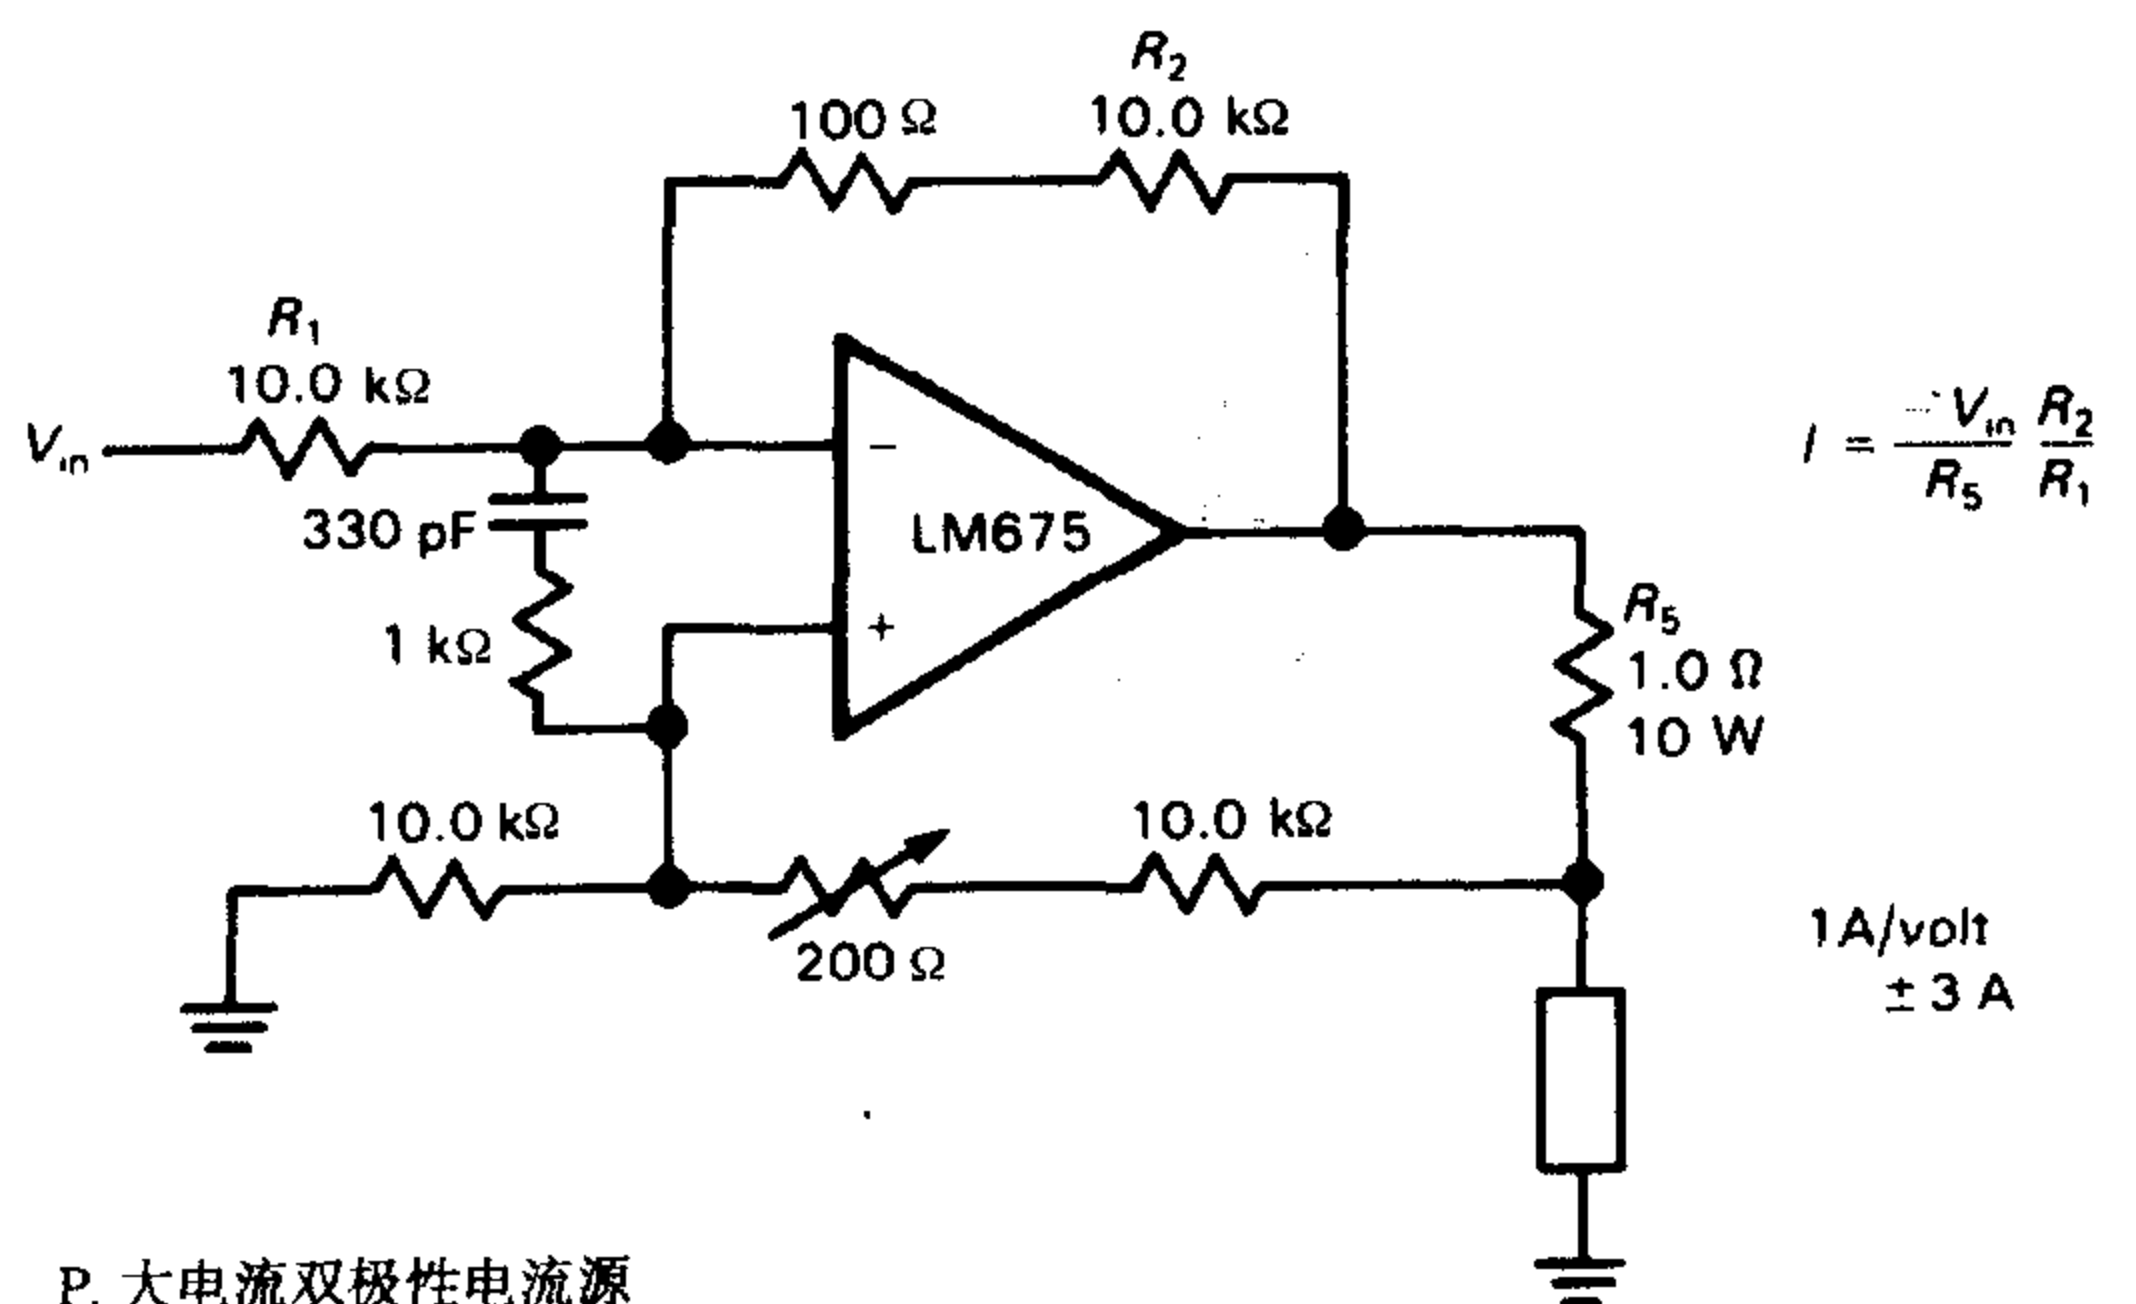 R2
100 Ω
10.0 kΩ
R1
10.0 kΩ
Vin
330 pF
1 kΩ
−
LM675
+
I = −Vin/R5 R2/R1
R5
1.0 Ω
10 W
10.0 kΩ
200 Ω
10.0 kΩ
1A/volt
± 3 A
P. 大电流双极性电流源